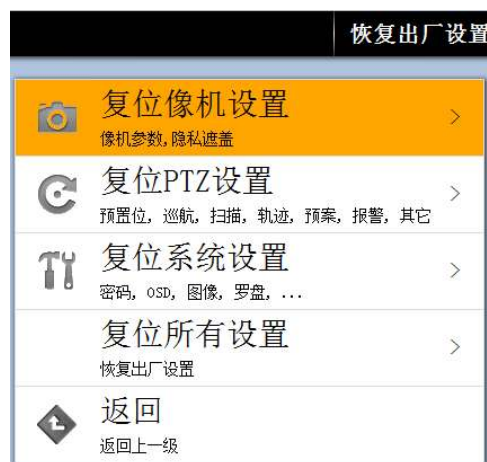 恢复出厂设置
复位像机设置
像机参数,隐私遮盖
复位PTZ设置
预置位, 巡航, 扫描, 轨迹, 预案, 报警, 其它
复位系统设置
密码, OSD, 图像, 罗盘, ...
复位所有设置
恢复出厂设置
返回
返回上一级